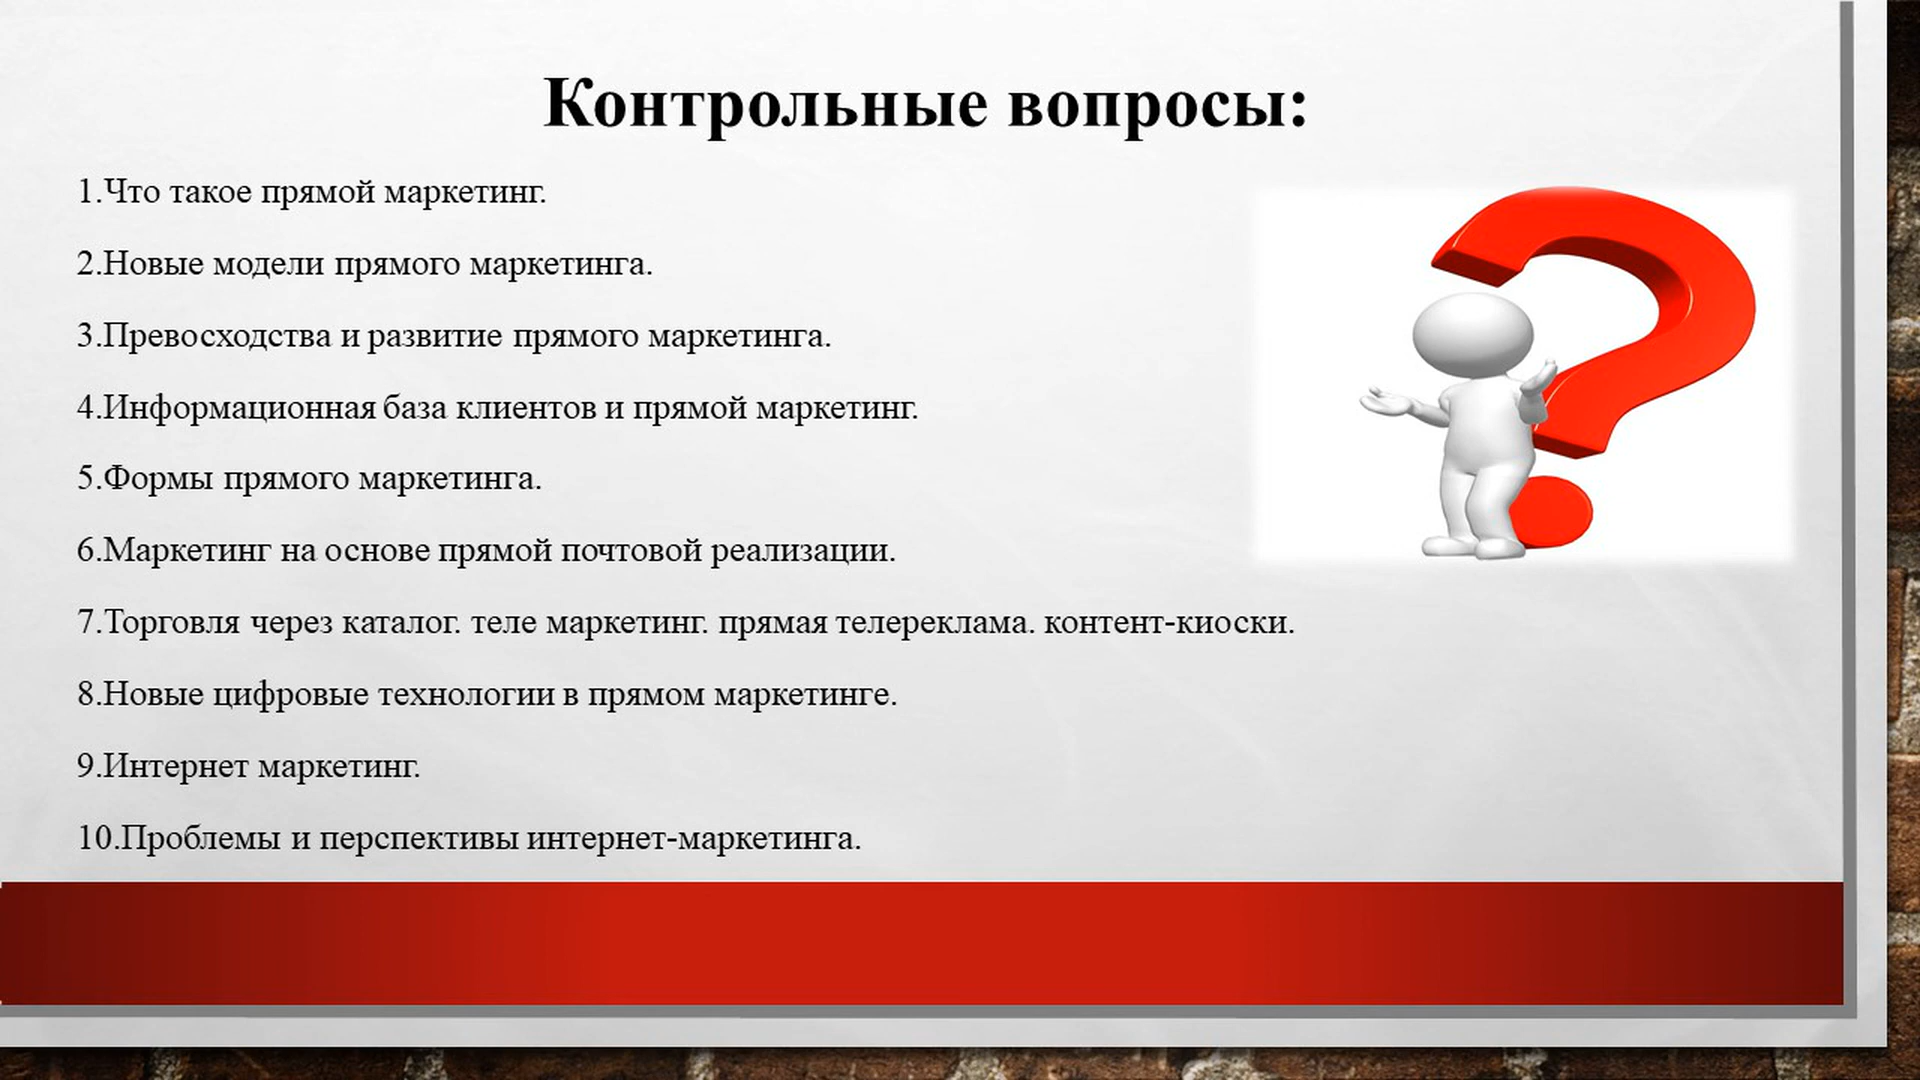 Контрольные вопросы:
1.Что такое прямой маркетинг.
2.Новые модели прямого маркетинга.
3.Превосходства и развитие прямого маркетинга.
4.Информационная база клиентов и прямой маркетинг.
5.Формы прямого маркетинга.
6.Маркетинг на основе прямой почтовой реализации.
7.Торговля через каталог. теле маркетинг. прямая телереклама. контент-киоски.
8.Новые цифровые технологии в прямом маркетинге.
9.Интернет маркетинг.
10.Проблемы и перспективы интернет-маркетинга.